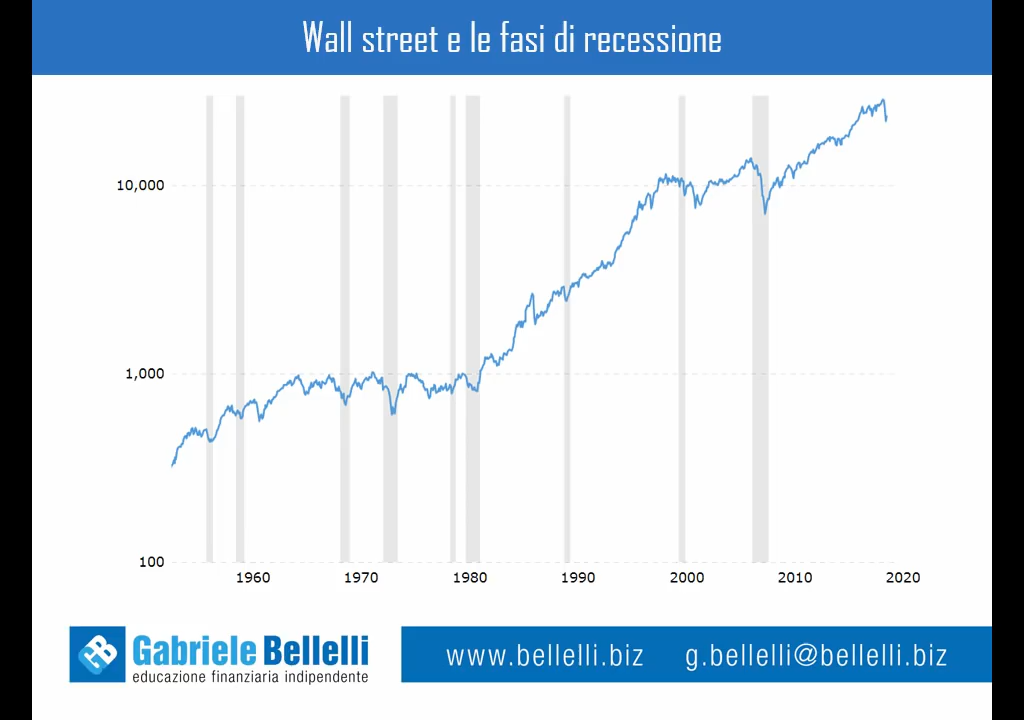 Wall street e le fasi di recessione
10,000
1,000
100
1960 1970 1980 1990 2000 2010 2020
GB
Gabriele Bellelli
educazione finanziaria indipendente
www.bellelli.biz g.bellelli@bellelli.biz